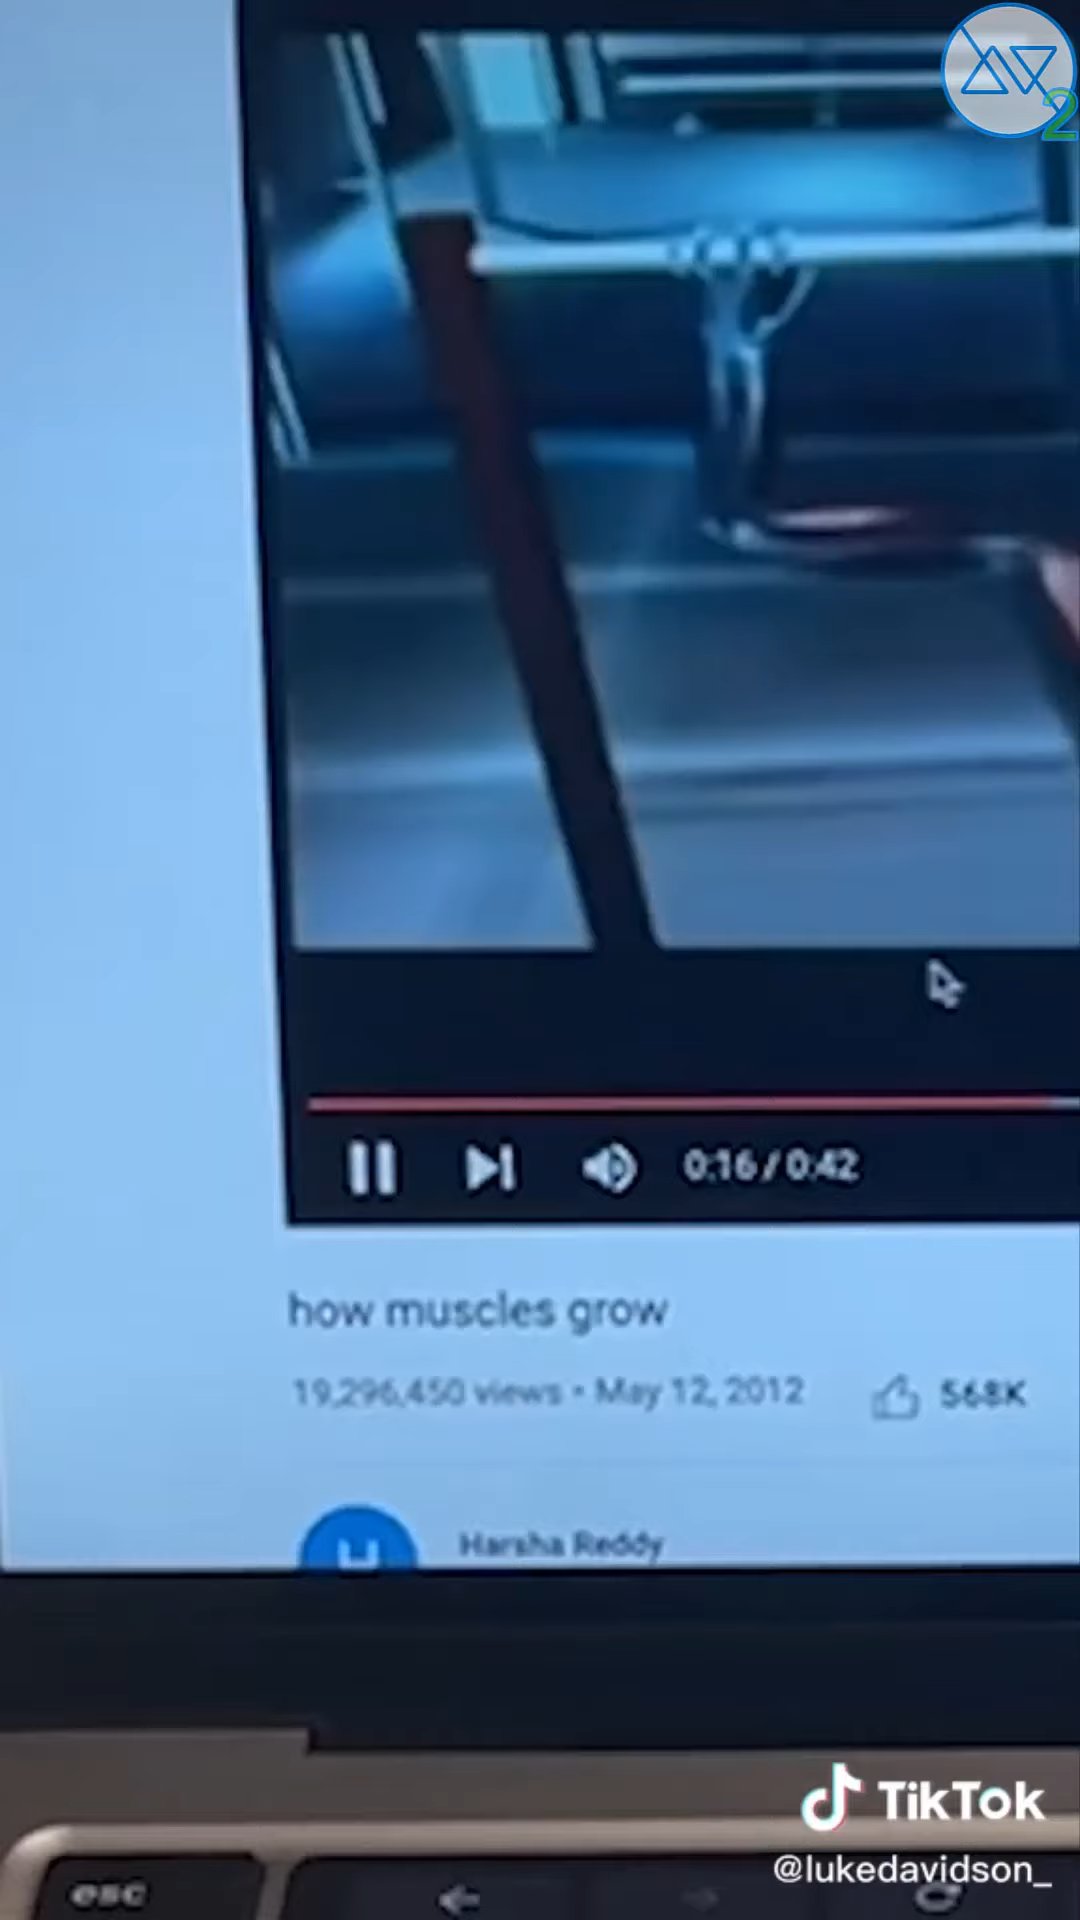 2
0:16 / 0:42
how muscles grow
19,296,450 views • May 12, 2012 568K
H
Harsha Reddy
TikTok
@lukedavidson_
esc